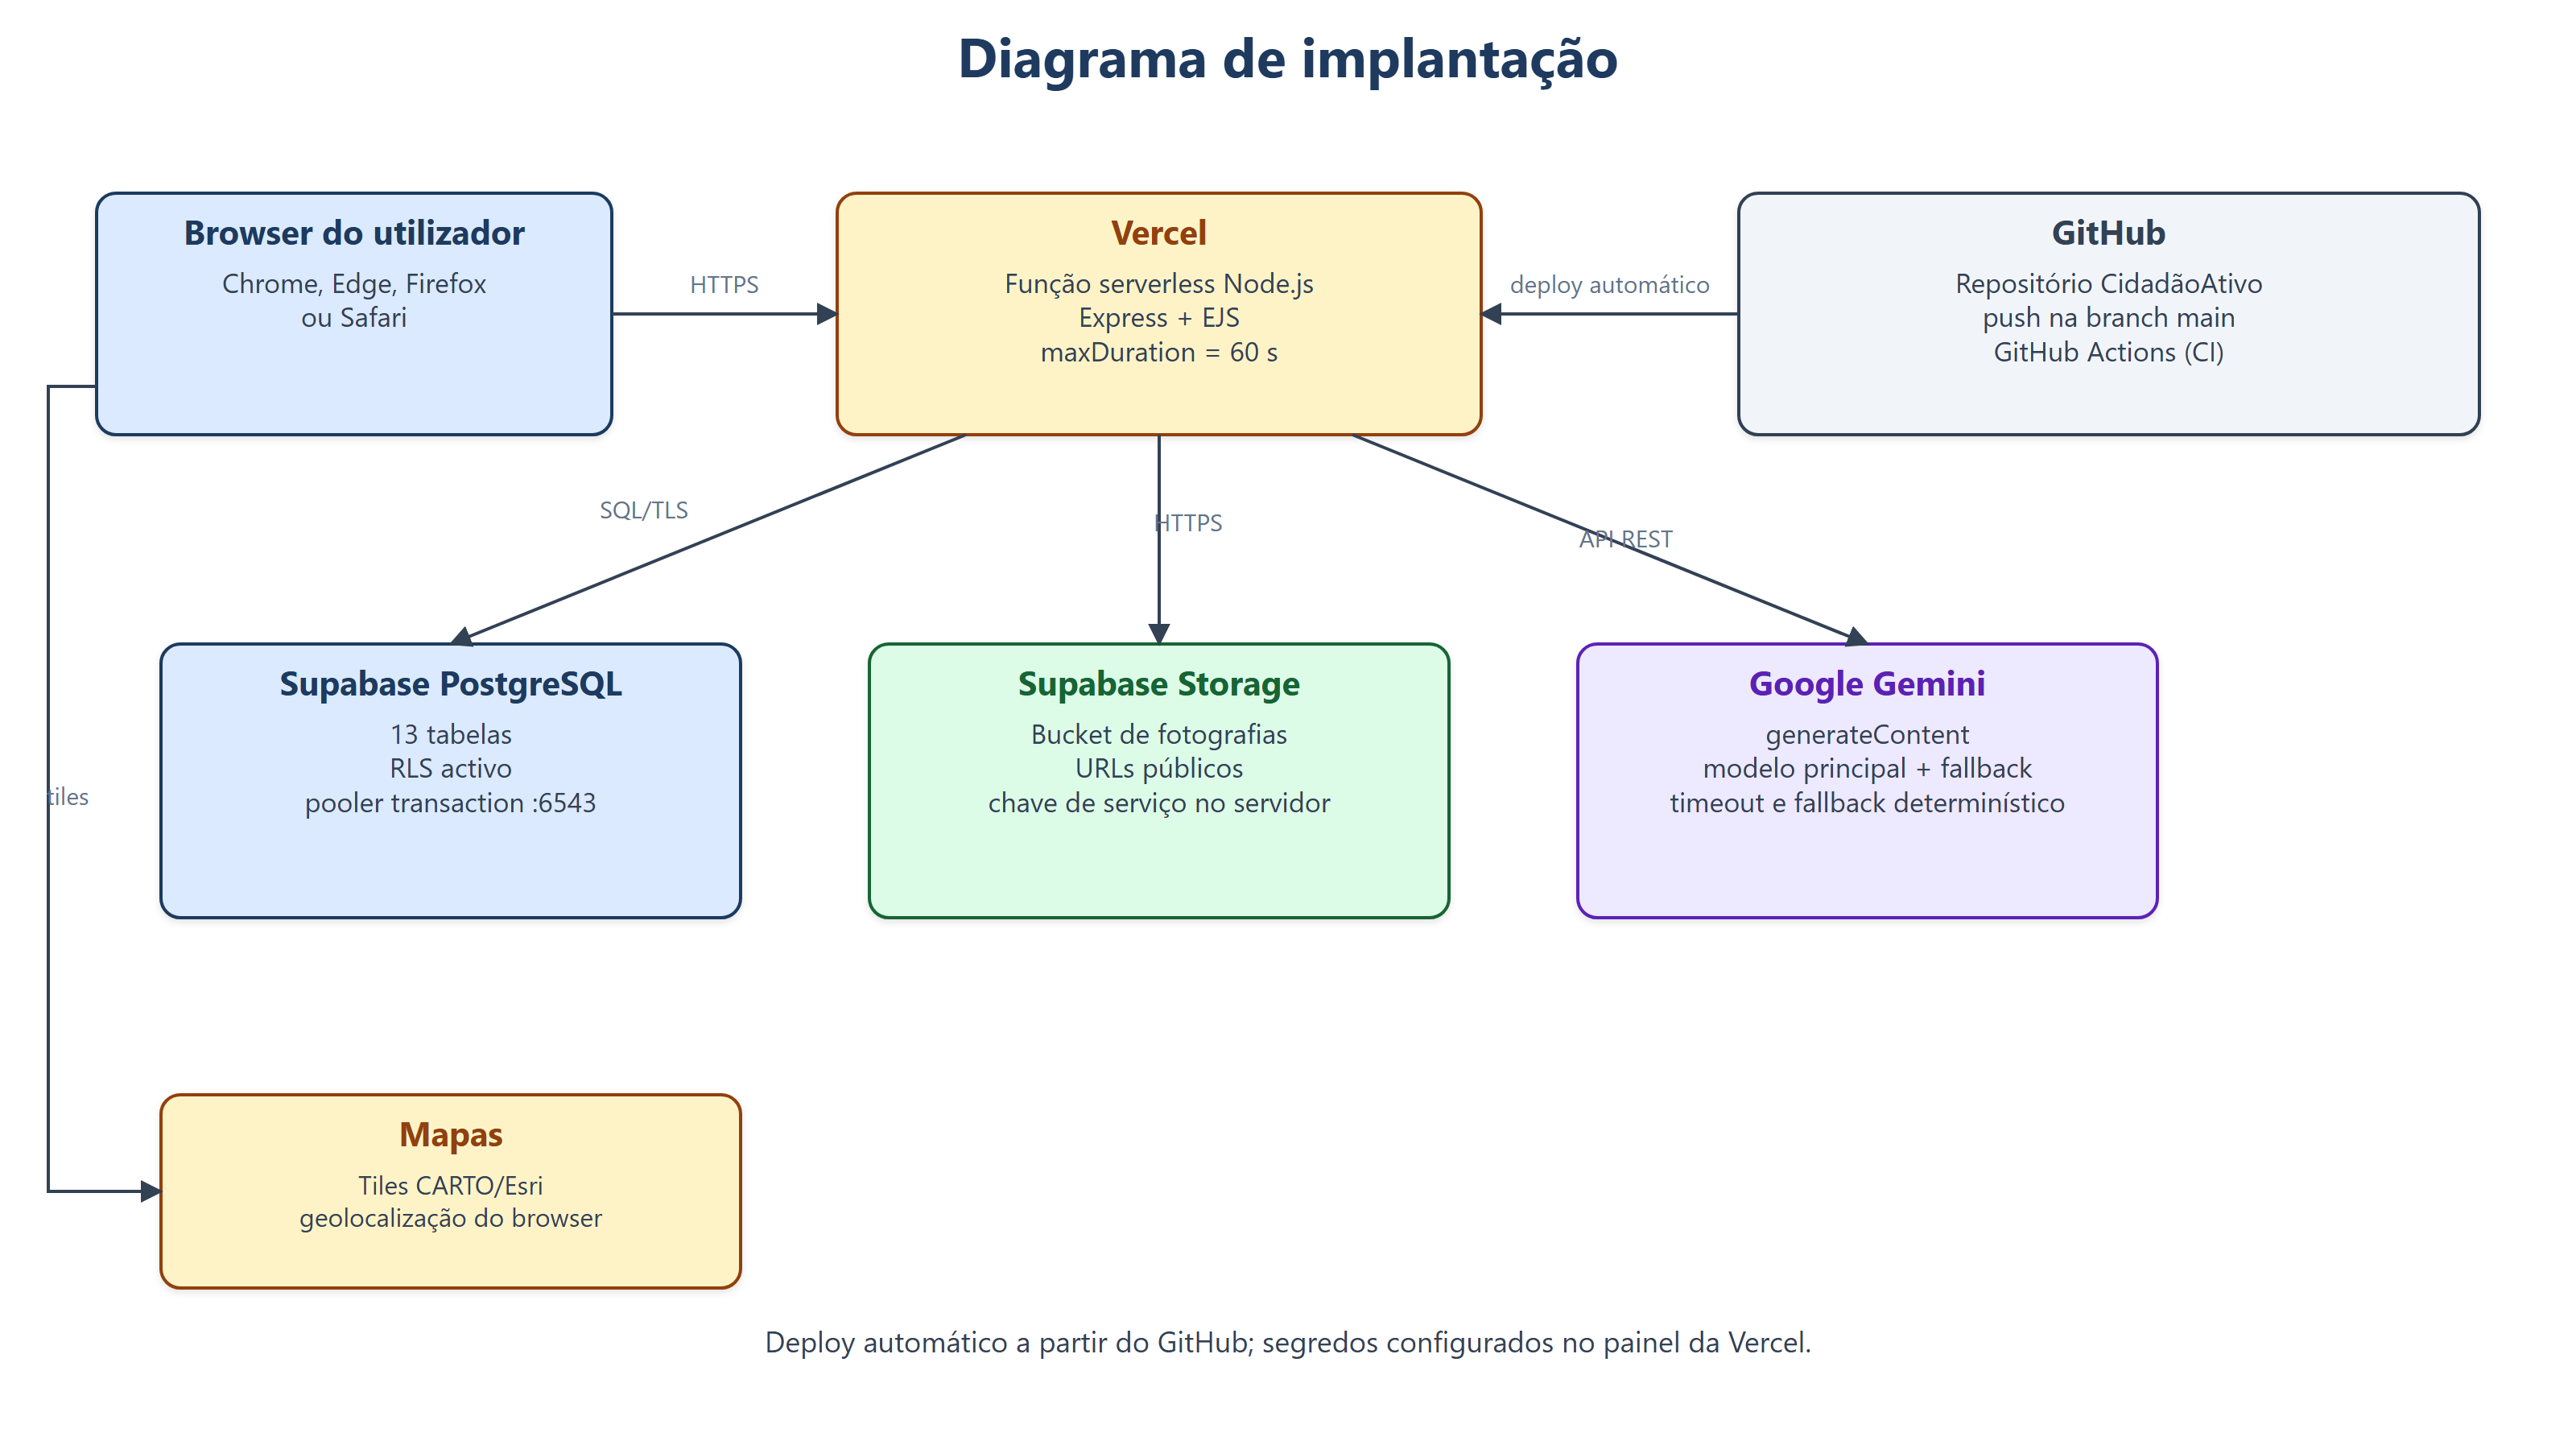 Diagrama de implantação
Browser do utilizador
Chrome, Edge, Firefox
ou Safari
HTTPS
Vercel
Função serverless Node.js
Express + EJS
maxDuration = 60 s
deploy automático
GitHub
Repositório CidadãoAtivo
push na branch main
GitHub Actions (CI)
SQL/TLS
HTTPS
API REST
tiles
Supabase PostgreSQL
13 tabelas
RLS activo
pooler transaction :6543
Supabase Storage
Bucket de fotografias
URLs públicos
chave de serviço no servidor
Google Gemini
generateContent
modelo principal + fallback
timeout e fallback determinístico
Mapas
Tiles CARTO/Esri
geolocalização do browser
Deploy automático a partir do GitHub; segredos configurados no painel da Vercel.